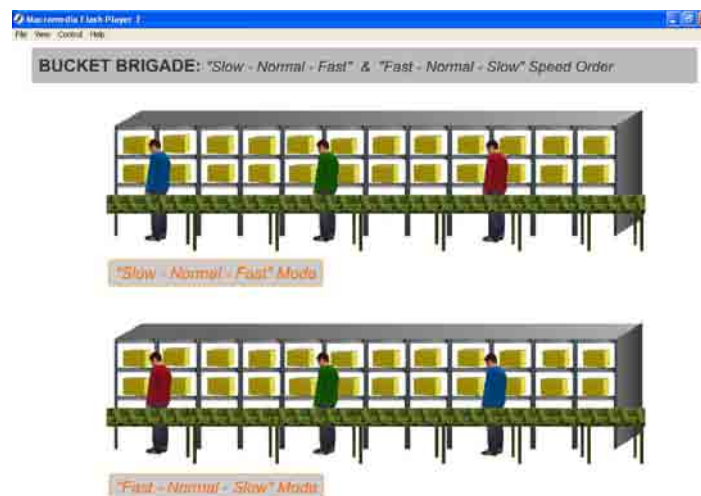 Macromedia Flash Player 7
File View Control Help
BUCKET BRIGADE: "Slow - Normal - Fast" & "Fast - Normal - Slow" Speed Order
"Slow - Normal - Fast" Mode
"Fast - Normal - Slow" Mode